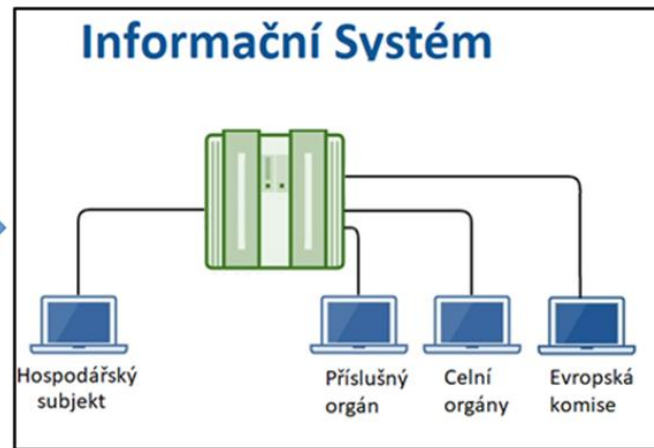 Informační Systém
Hospodářský
subjekt
Příslušný
orgán
Celní
orgány
Evropská
komise